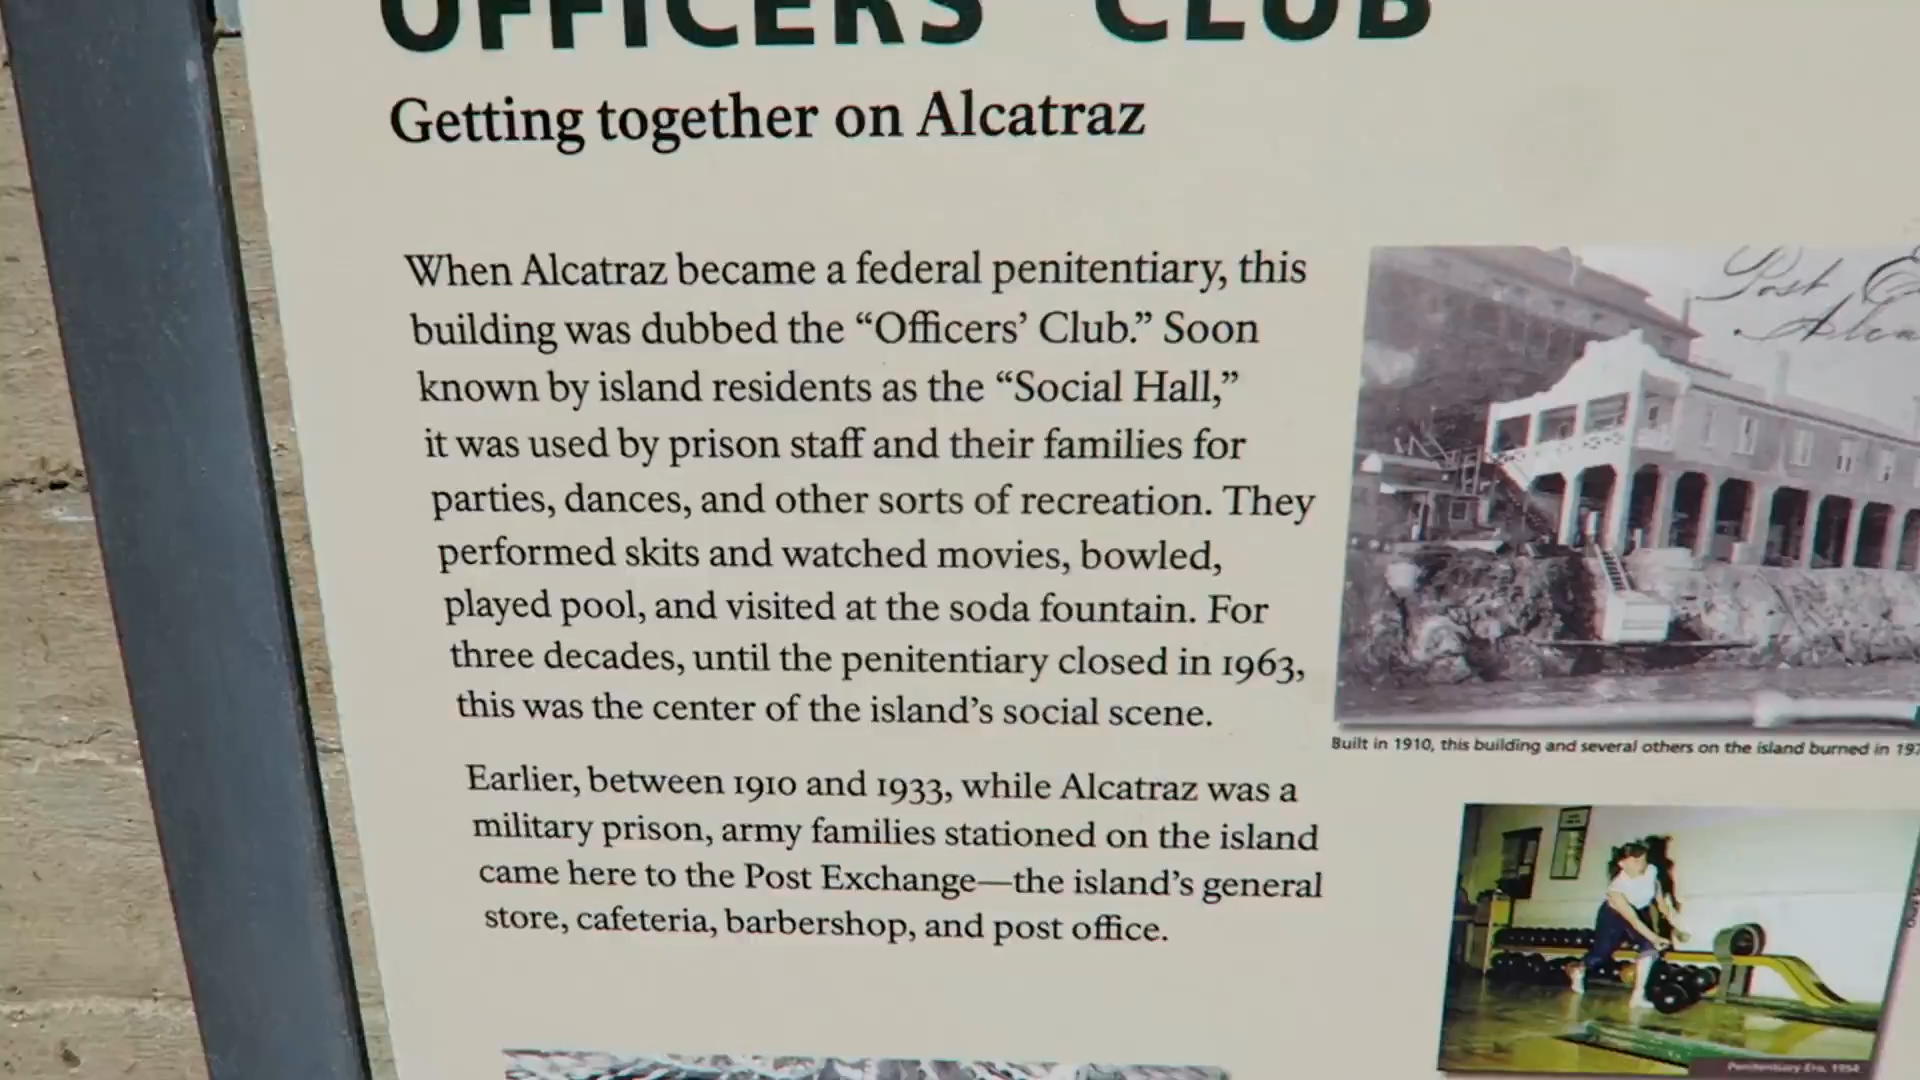 OFFICERS' CLUB
Getting together on Alcatraz
When Alcatraz became a federal penitentiary, this
building was dubbed the “Officers’ Club.” Soon
known by island residents as the “Social Hall,”
it was used by prison staff and their families for
parties, dances, and other sorts of recreation. They
performed skits and watched movies, bowled,
played pool, and visited at the soda fountain. For
three decades, until the penitentiary closed in 1963,
this was the center of the island’s social scene.
Earlier, between 1910 and 1933, while Alcatraz was a
military prison, army families stationed on the island
came here to the Post Exchange—the island’s general
store, cafeteria, barbershop, and post office.
Post
Built in 1910, this building and several others on the island burned in
Penitentiary Era, 1954